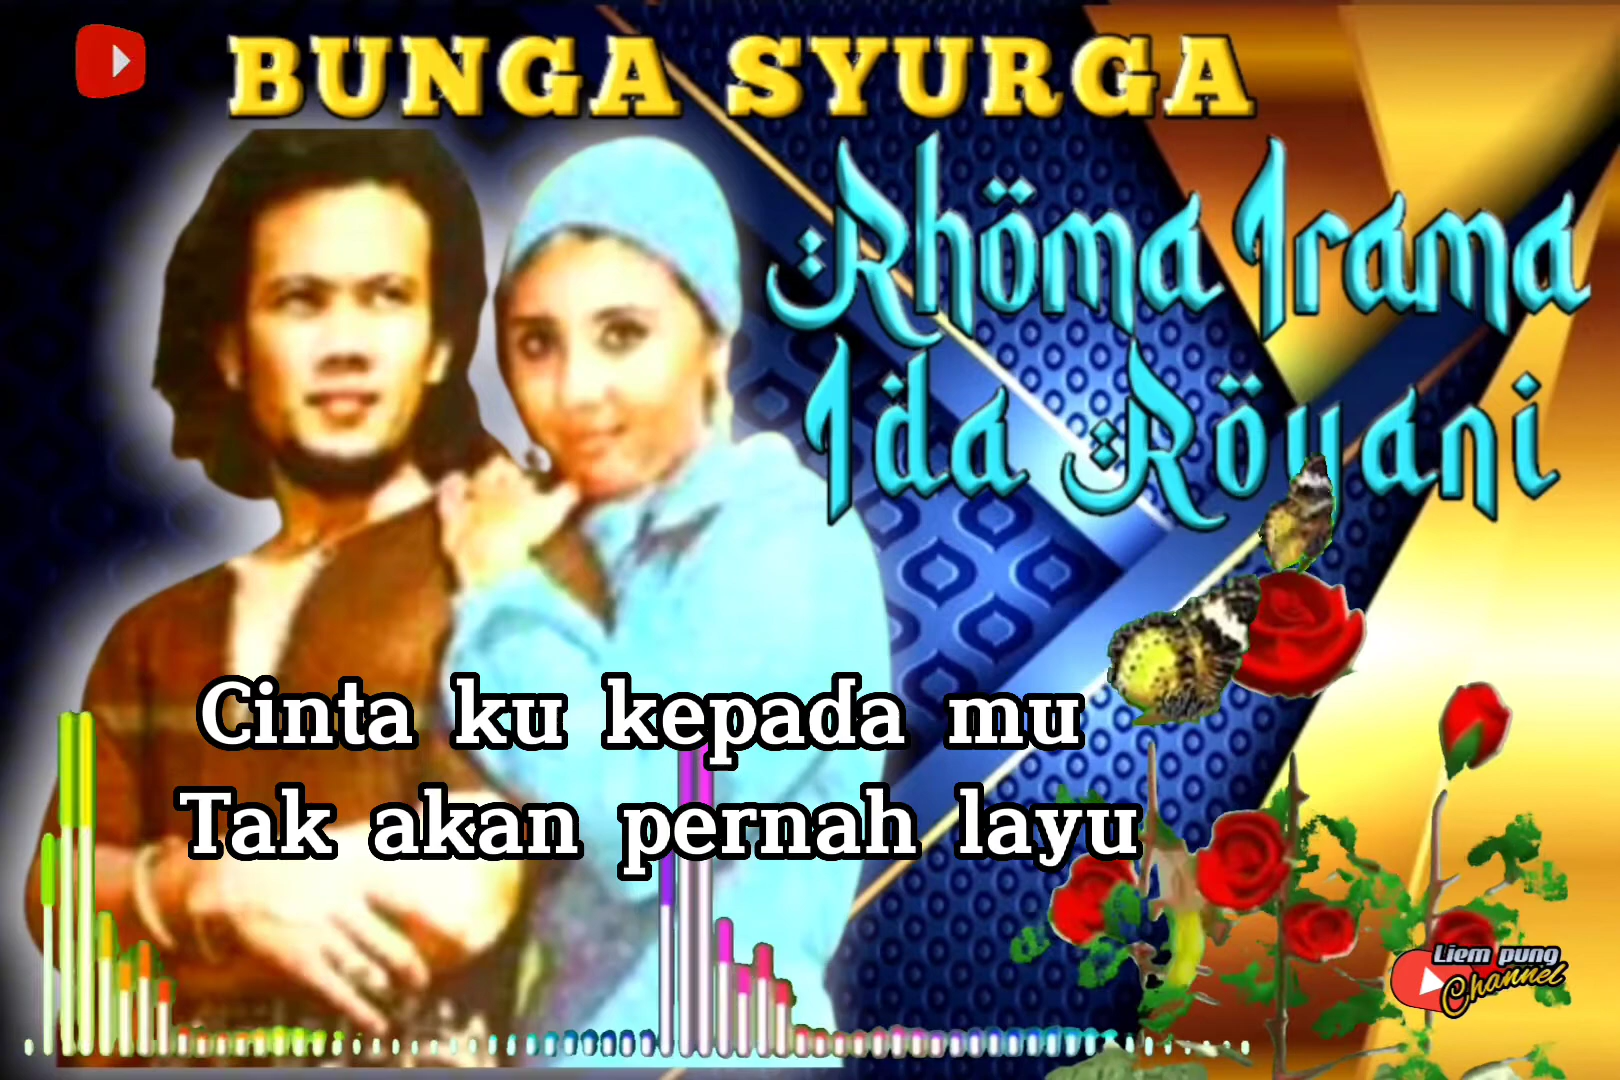 BUNGA SYURGA
Rhöma Irama
Ida Röyani
Cinta ku kepada mu
Tak akan pernah layu
Liem pung
Channel